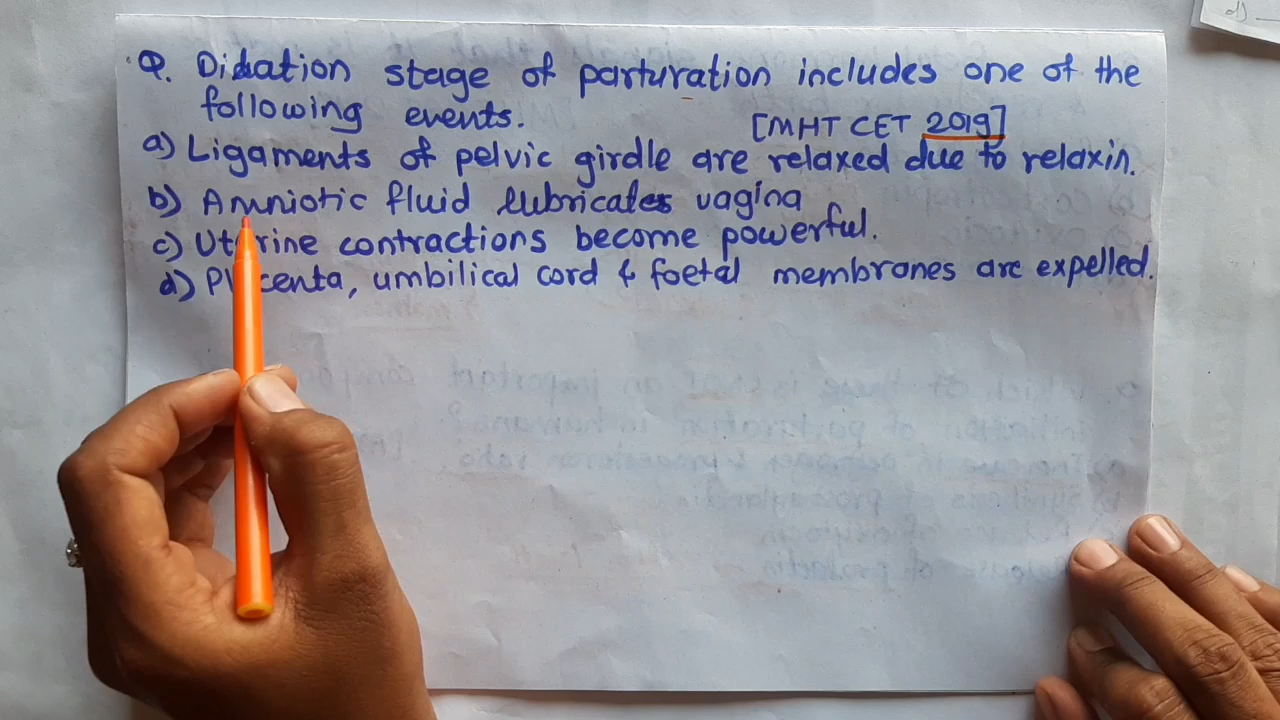 Q. Dilation stage of parturation includes one of the
following events. [MHT CET 2019]
a) Ligaments of pelvic girdle are relaxed due to relaxin.
b) Amniotic fluid lubricates vagina
c) Uterine contractions become powerful.
d) Placenta, umbilical cord & foetal membranes are expelled.